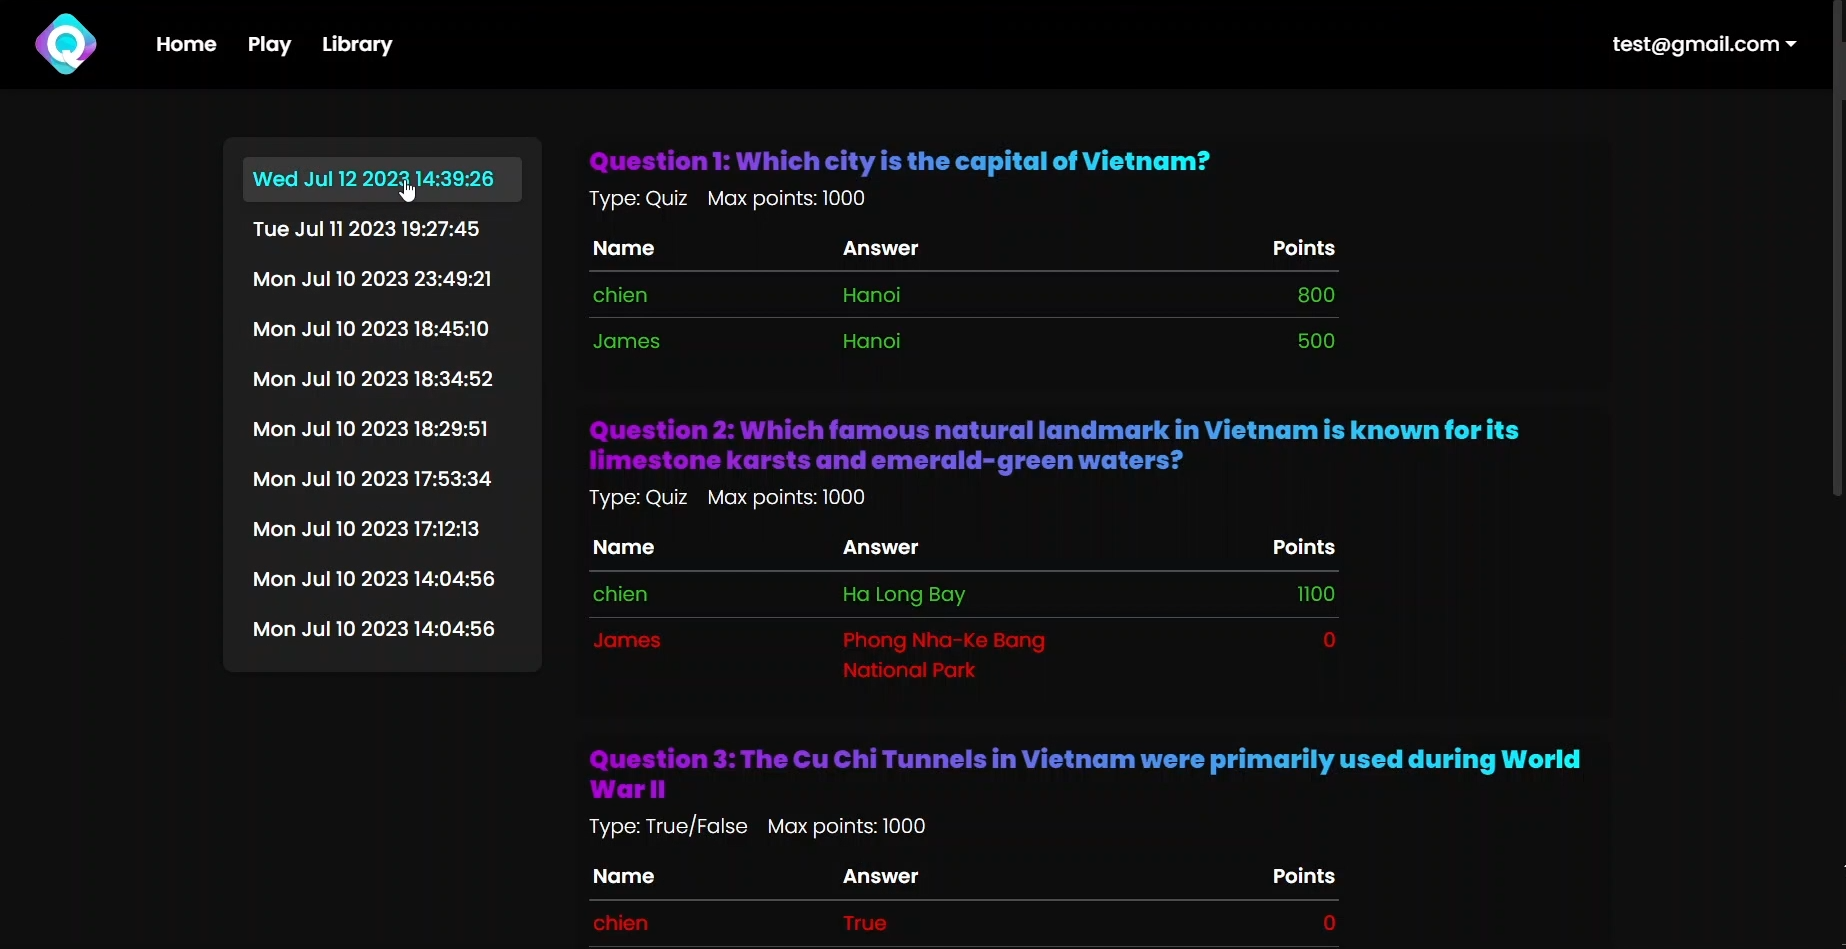 Home Play Library test@gmail.com
Wed Jul 12 2023 14:39:26
Tue Jul 11 2023 19:27:45
Mon Jul 10 2023 23:49:21
Mon Jul 10 2023 18:45:10
Mon Jul 10 2023 18:34:52
Mon Jul 10 2023 18:29:51
Mon Jul 10 2023 17:53:34
Mon Jul 10 2023 17:12:13
Mon Jul 10 2023 14:04:56
Mon Jul 10 2023 14:04:56
Question 1: Which city is the capital of Vietnam?
Type: Quiz Max points: 1000
Name Answer Points
chien Hanoi 800
James Hanoi 500
Question 2: Which famous natural landmark in Vietnam is known for its
limestone karsts and emerald-green waters?
Type: Quiz Max points: 1000
Name Answer Points
chien Ha Long Bay 1100
James Phong Nha-Ke Bang 0
National Park
Question 3: The Cu Chi Tunnels in Vietnam were primarily used during World
War II
Type: True/False Max points: 1000
Name Answer Points
chien True 0